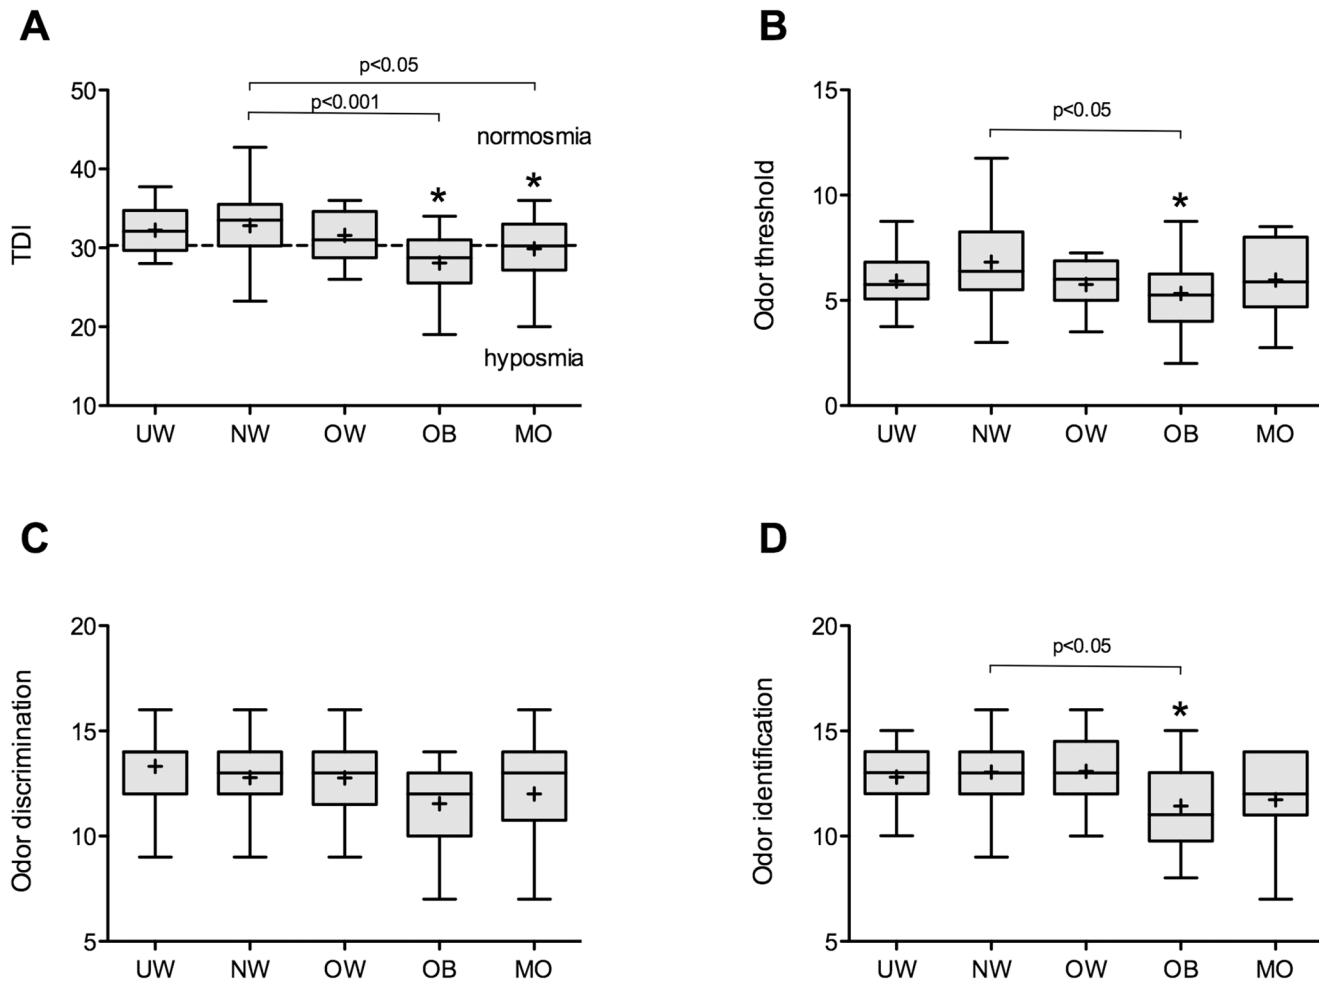 A
TDI
50
40
30
20
10
p<0.05
p<0.001
normosmia
*
*
hyposmia
UW NW OW OB MO
B
Odor threshold
15
10
5
0
p<0.05
*
UW NW OW OB MO
C
Odor discrimination
20
15
10
5
UW NW OW OB MO
D
Odor identification
20
15
10
5
p<0.05
*
UW NW OW OB MO